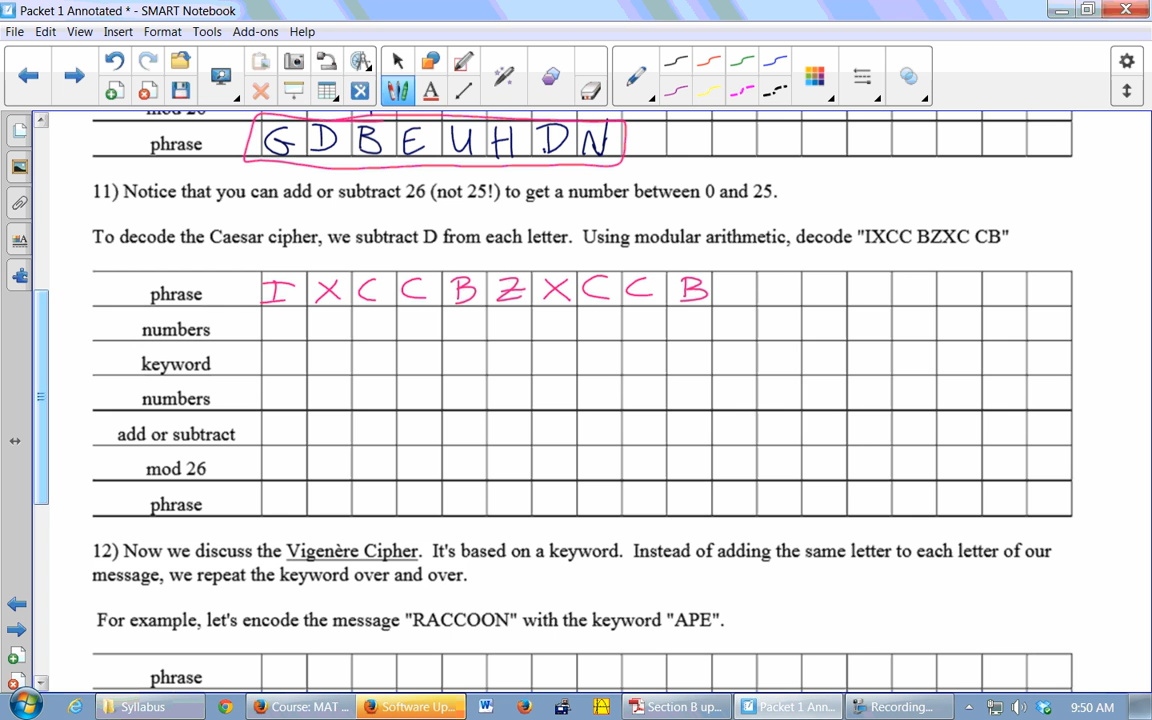 Packet 1 Annotated * - SMART Notebook
File Edit View Insert Format Tools Add-ons Help
phrase G D B E U H D N
11) Notice that you can add or subtract 26 (not 25!) to get a number between 0 and 25.
To decode the Caesar cipher, we subtract D from each letter. Using modular arithmetic, decode "IXCC BZXC CB"
phrase I X C C B Z X C C B
numbers
keyword
numbers
add or subtract
mod 26
phrase
12) Now we discuss the Vigenère Cipher. It's based on a keyword. Instead of adding the same letter to each letter of our
message, we repeat the keyword over and over.
For example, let's encode the message "RACCOON" with the keyword "APE".
phrase
Syllabus Course: MAT ... Software Up... Section B up... Packet 1 Ann... Recording... 9:50 AM